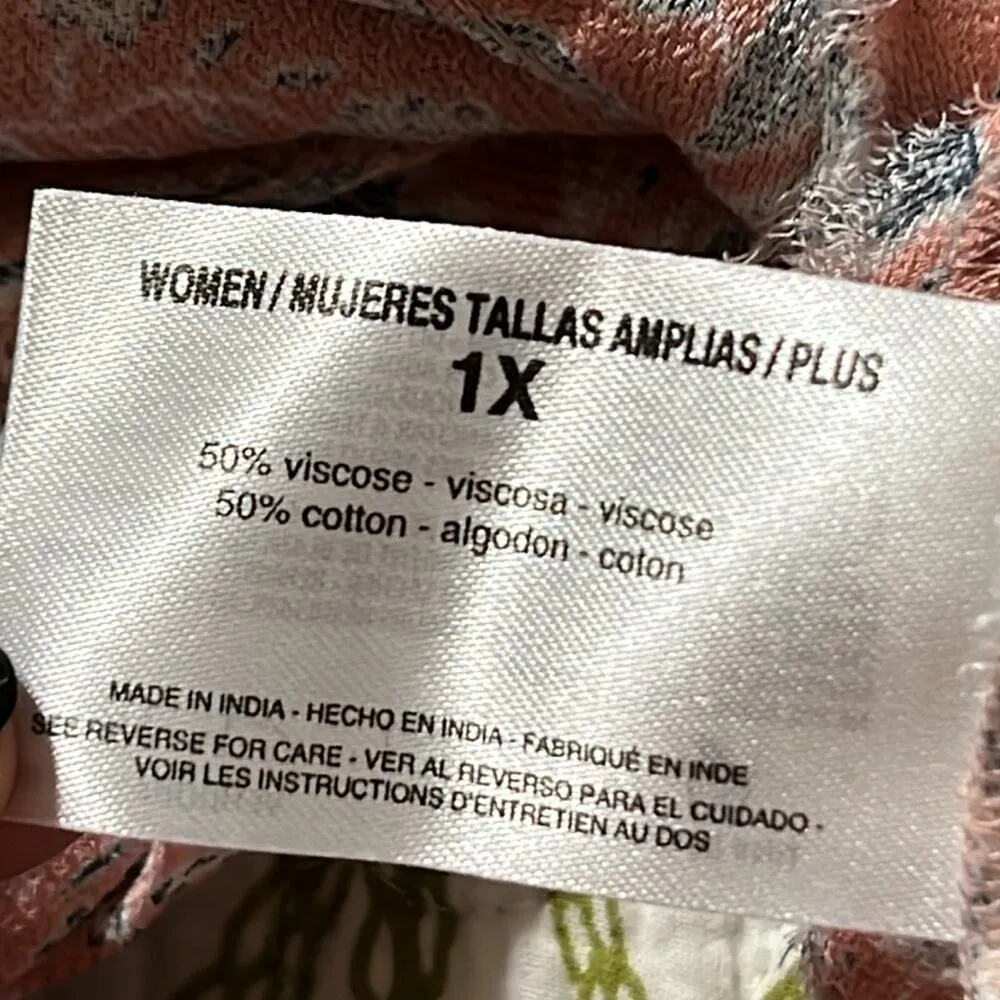 WOMEN / MUJERES TALLAS AMPLIAS / PLUS
1X
50% viscose - viscosa - viscose
50% cotton - algodon - coton
MADE IN INDIA - HECHO EN INDIA - FABRIQUÉ EN INDE
SEE REVERSE FOR CARE - VER AL REVERSO PARA EL CUIDADO -
VOIR LES INSTRUCTIONS D'ENTRETIEN AU DOS